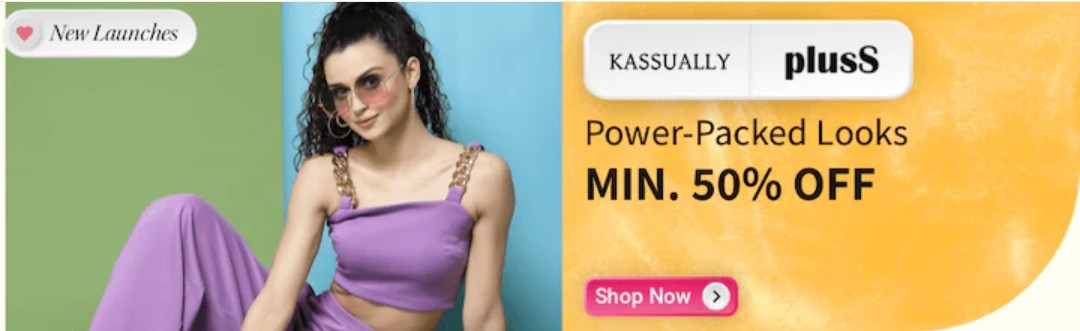 New Launches
KASSUALLY
plusS
Power-Packed Looks
MIN. 50% OFF
Shop Now